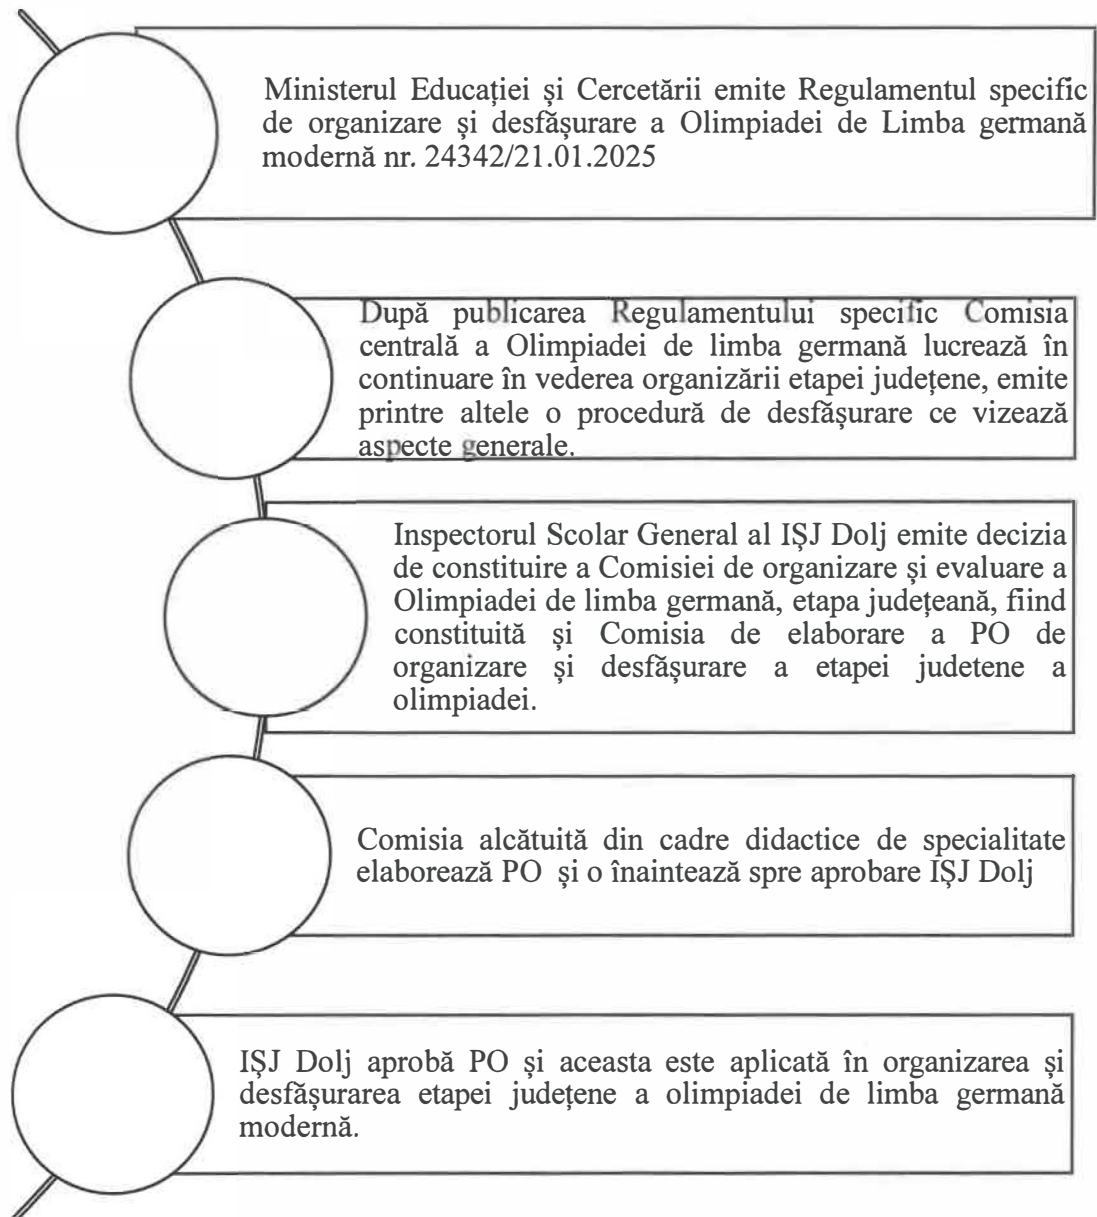 Ministerul Educației și Cercetării emite Regulamentul specific
de organizare și desfășurare a Olimpiadei de Limba germană
modernă nr. 24342/21.01.2025
După publicarea Regulamentului specific Comisia
centrală a Olimpiadei de limba germană lucrează în
continuare în vederea organizării etapei județene, emite
printre altele o procedură de desfășurare ce vizează
aspecte generale.
Inspectorul Scolar General al IȘJ Dolj emite decizia
de constituire a Comisiei de organizare și evaluare a
Olimpiadei de limba germană, etapa județeană, fiind
constituită și Comisia de elaborare a PO de
organizare și desfășurare a etapei judetene a
olimpiadei.
Comisia alcătuită din cadre didactice de specialitate
elaborează PO și o înaintează spre aprobare IȘJ Dolj
IȘJ Dolj aprobă PO și aceasta este aplicată în organizarea și
desfășurarea etapei județene a olimpiadei de limba germană
modernă.